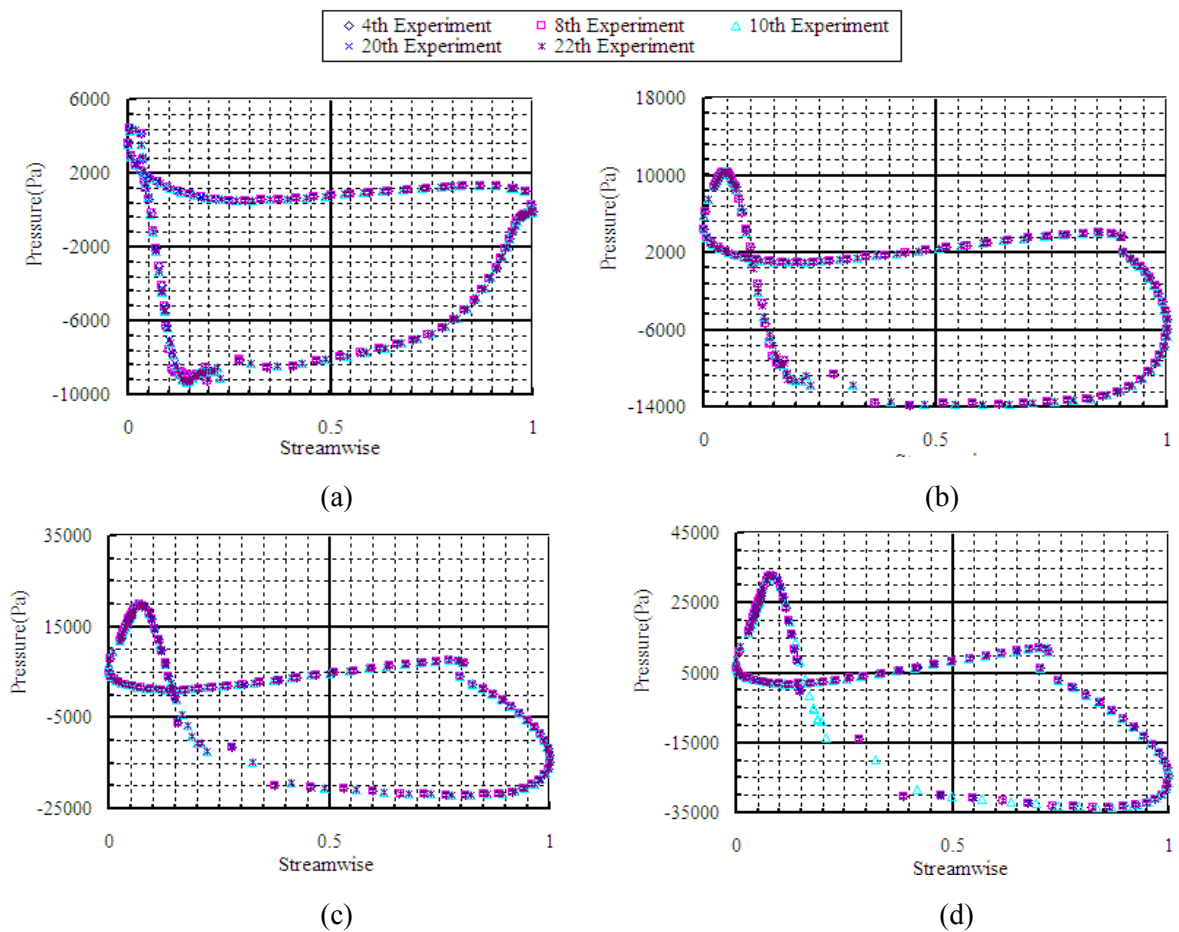 4th Experiment 8th Experiment 10th Experiment
20th Experiment 22th Experiment
6000
2000
-2000
-6000
-10000
Pressure(Pa)
0 0.5 1
Streamwise
(a)
18000
10000
2000
-6000
-14000
Pressure(Pa)
0 0.5 1
(b)
35000
15000
-5000
-25000
Pressure(Pa)
0 0.5 1
Streamwise
(c)
45000
25000
5000
-15000
-35000
Pressure(Pa)
0 0.5 1
Streamwise
(d)